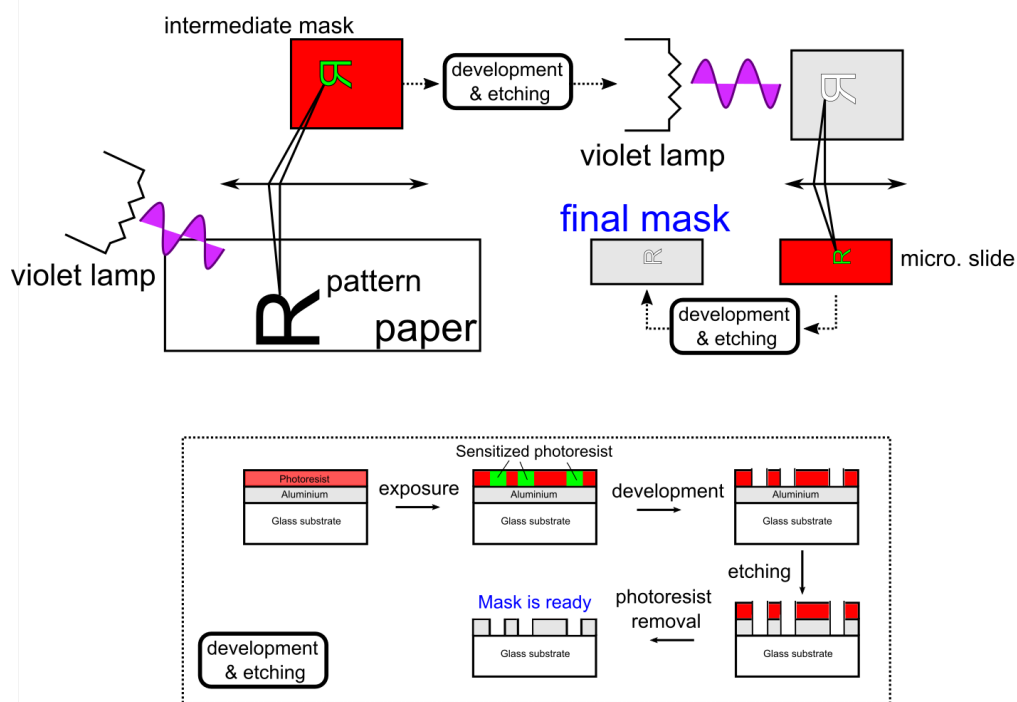 intermediate mask
R
development
& etching
violet lamp
R
violet lamp
R
pattern
paper
final mask
R
R
micro. slide
development
& etching
Sensitized photoresist
Photoresist
Aluminium
Glass substrate
exposure
Aluminium
Glass substrate
development
Aluminium
Glass substrate
etching
Mask is ready
photoresist
removal
Glass substrate
Glass substrate
development
& etching